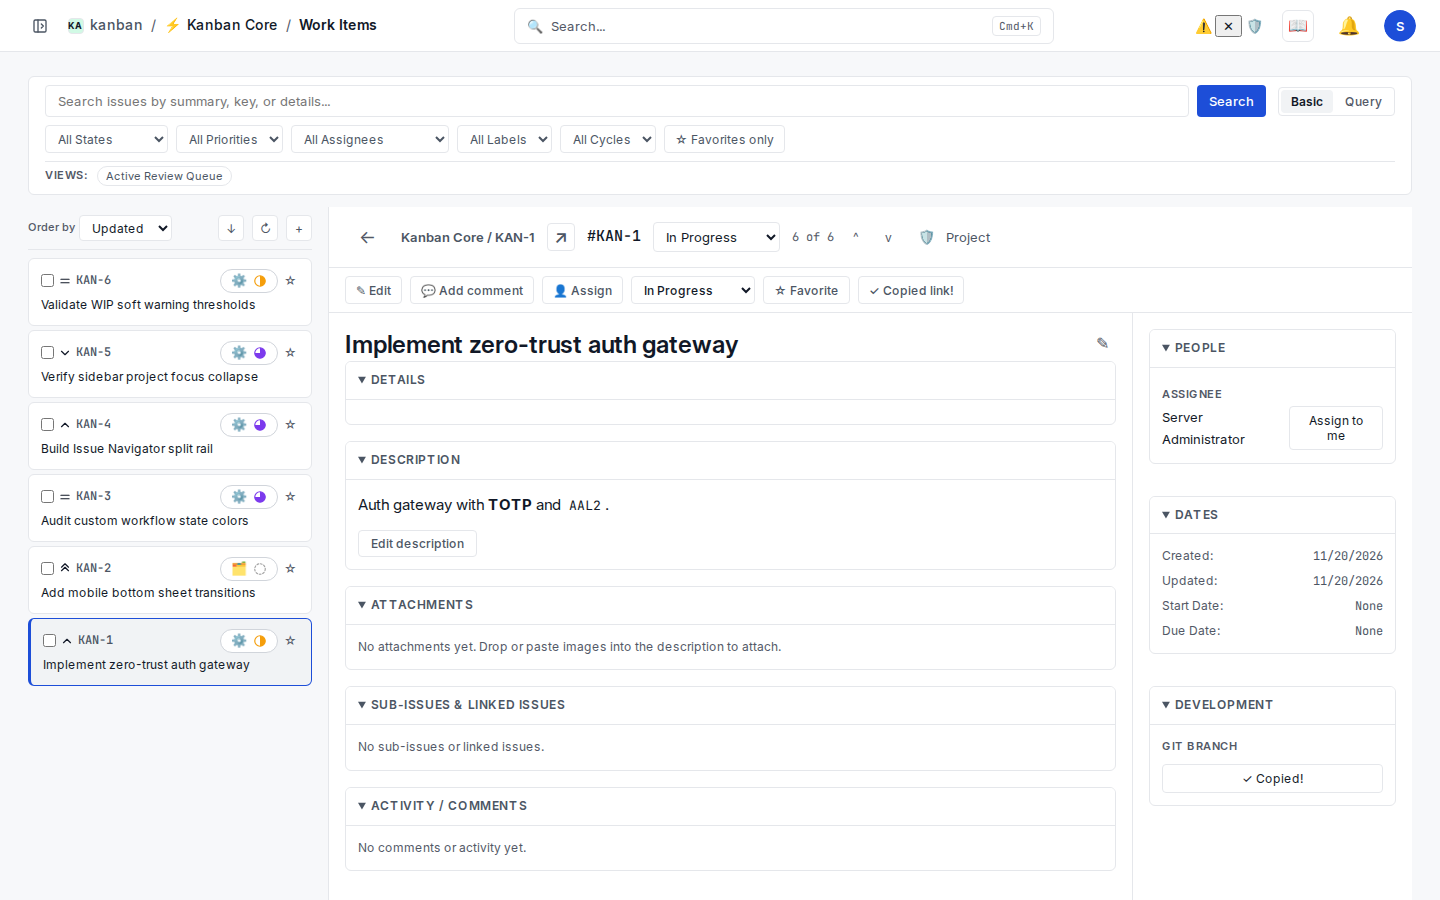 KA kanban / ⚡ Kanban Core / Work Items
Search...
Cmd+K
S
Search issues by summary, key, or details...
Search
Basic
Query
All States
All Priorities
All Assignees
All Labels
All Cycles
☆ Favorites only
VIEWS:
Active Review Queue
Order by
Updated
KAN-6
Validate WIP soft warning thresholds
KAN-5
Verify sidebar project focus collapse
KAN-4
Build Issue Navigator split rail
KAN-3
Audit custom workflow state colors
KAN-2
Add mobile bottom sheet transitions
KAN-1
Implement zero-trust auth gateway
Kanban Core / KAN-1
#KAN-1
In Progress
6 of 6
^
v
Project
✎ Edit
Add comment
Assign
In Progress
☆ Favorite
✓ Copied link!
Implement zero-trust auth gateway
▼ DETAILS
▼ DESCRIPTION
Auth gateway with TOTP and AAL2.
Edit description
▼ ATTACHMENTS
No attachments yet. Drop or paste images into the description to attach.
▼ SUB-ISSUES & LINKED ISSUES
No sub-issues or linked issues.
▼ ACTIVITY / COMMENTS
No comments or activity yet.
▼ PEOPLE
ASSIGNEE
Server
Administrator
Assign to
me
▼ DATES
Created: 11/20/2026
Updated: 11/20/2026
Start Date: None
Due Date: None
▼ DEVELOPMENT
GIT BRANCH
✓ Copied!